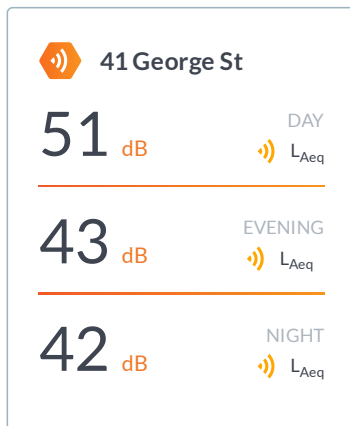 41 George St
51 dB
DAY
LAeq
43 dB
EVENING
LAeq
42 dB
NIGHT
LAeq